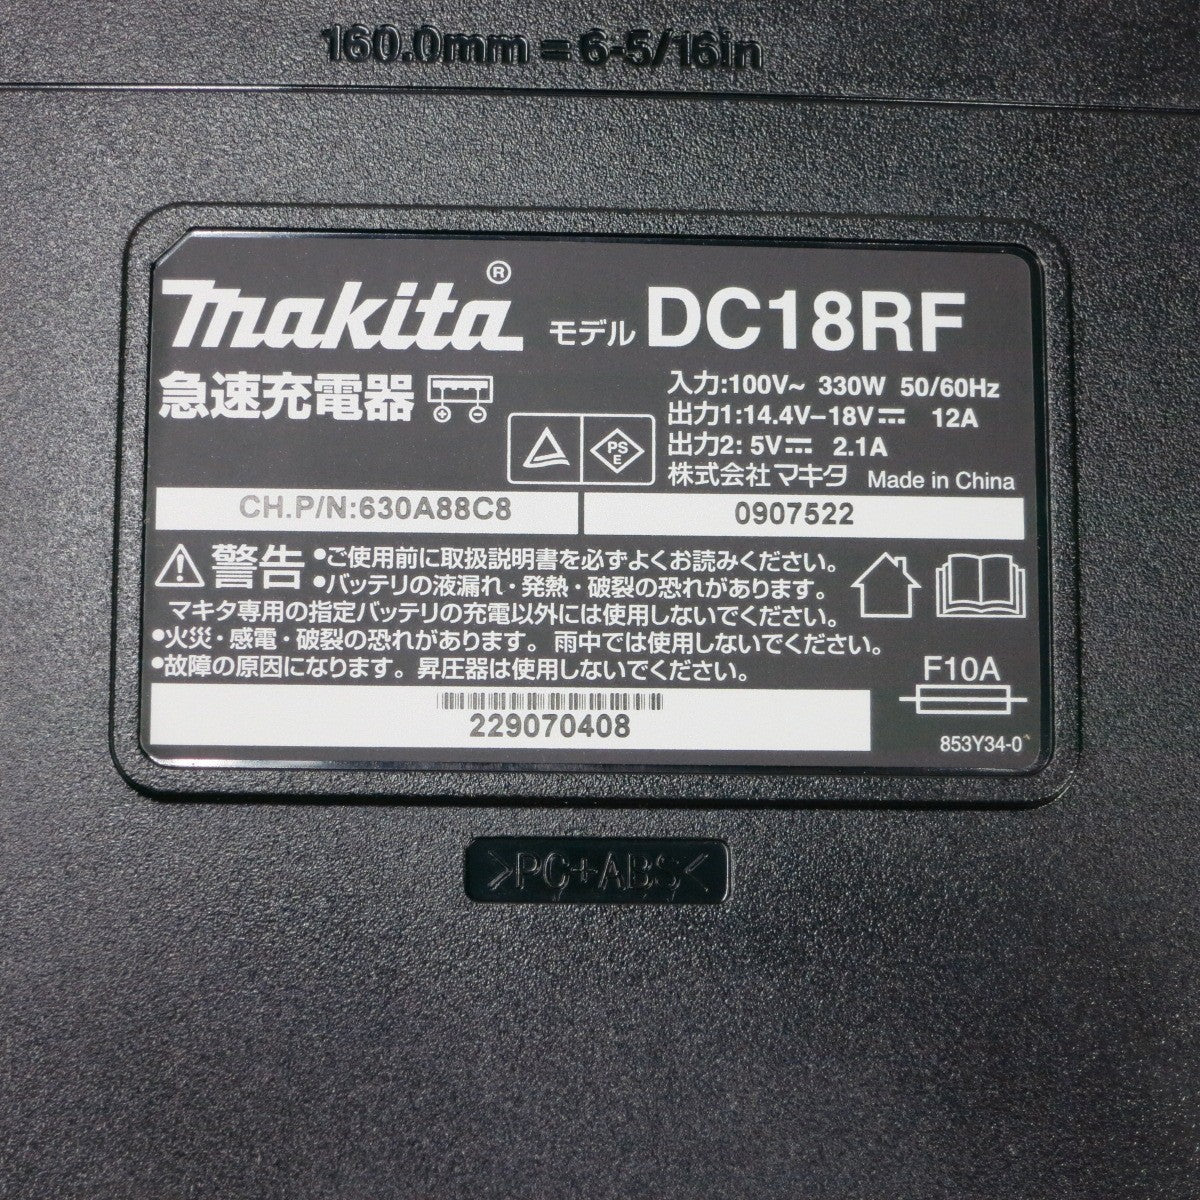 160.0mm = 6-5/16in
makita® モデル DC18RF
急速充電器
入力:100V~ 330W 50/60Hz
出力1:14.4V–18V⎓ 12A
出力2: 5V⎓ 2.1A
PS
E
株式会社マキタ Made in China
CH.P/N:630A88C8
0907522
警告 •ご使用前に取扱説明書を必ずよくお読みください。
•バッテリの液漏れ・発熱・破裂の恐れがあります。
マキタ専用の指定バッテリの充電以外には使用しないでください。
•火災・感電・破裂の恐れがあります。雨中では使用しないでください。
•故障の原因になります。昇圧器は使用しないでください。
F10A
229070408
853Y34-0
>PC+ABS<